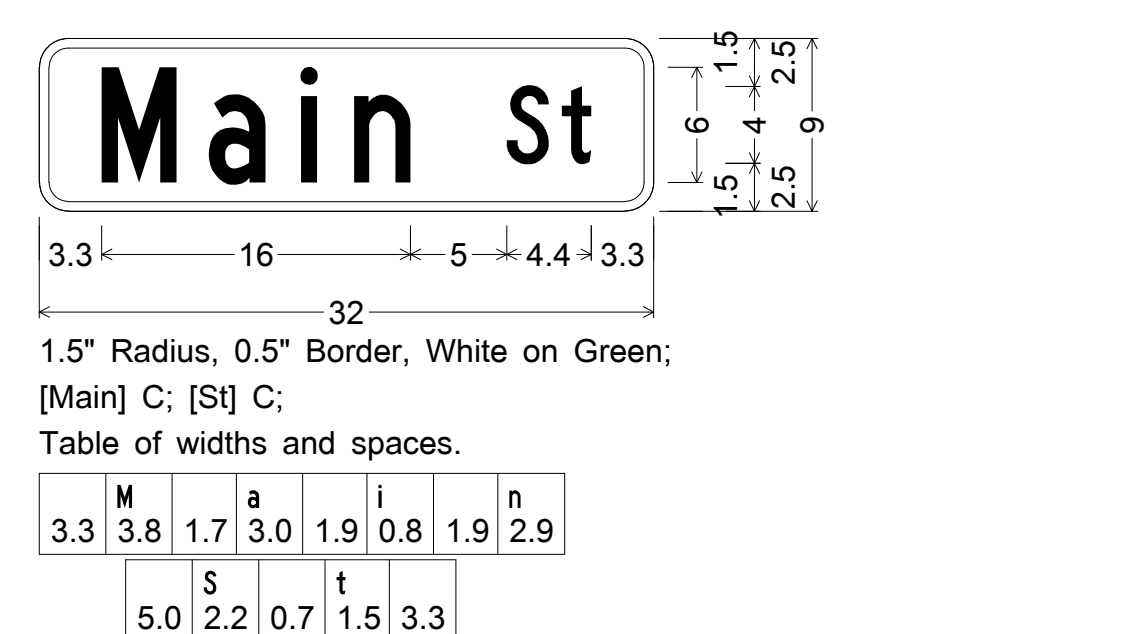 Main St
1.5 2.5
6 4 9
1.5 2.5
3.3 16 5 4.4 3.3
32
1.5" Radius, 0.5" Border, White on Green;
[Main] C; [St] C;
Table of widths and spaces.
M a i n
3.3 3.8 1.7 3.0 1.9 0.8 1.9 2.9
S t
5.0 2.2 0.7 1.5 3.3